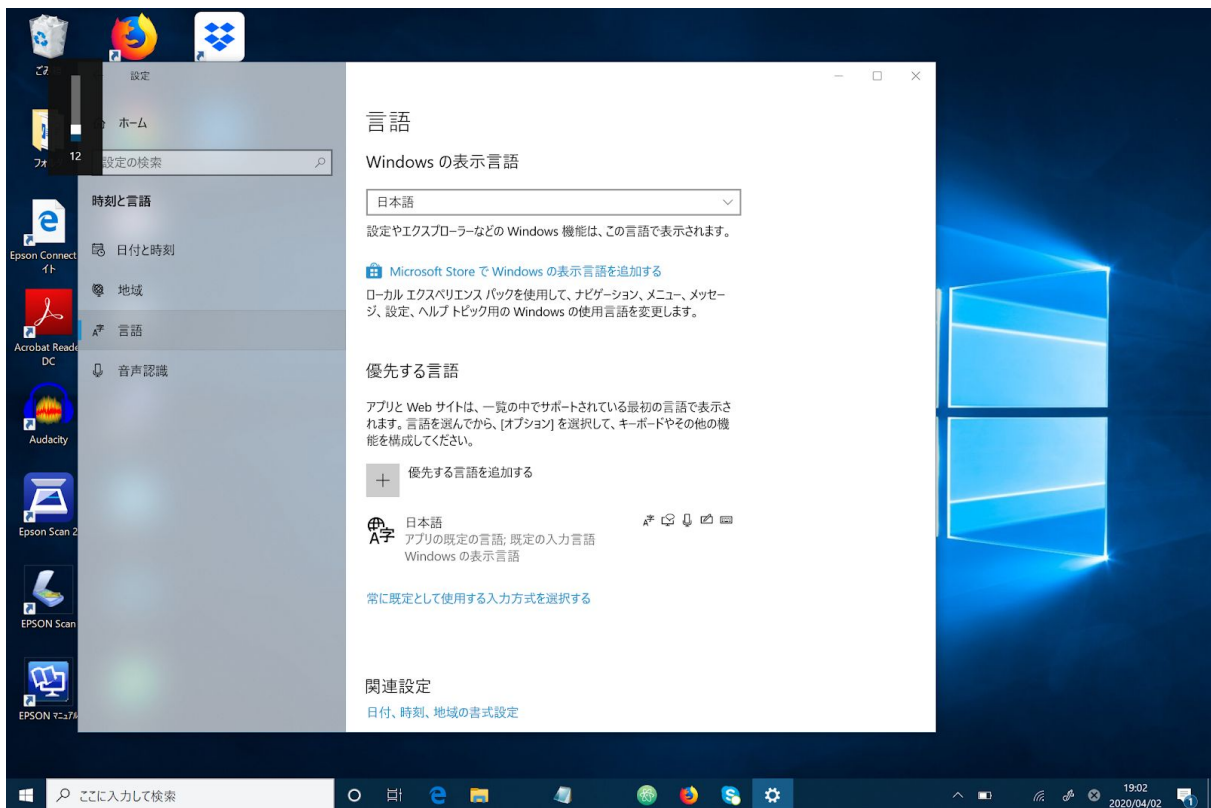 設定
ホーム
12
設定の検索
時刻と言語
日付と時刻
地域
言語
音声認識
言語
Windows の表示言語
日本語
設定やエクスプローラーなどの Windows 機能は、この言語で表示されます。
Microsoft Store で Windows の表示言語を追加する
ローカル エクスペリエンス パックを使用して、ナビゲーション、メニュー、メッセー
ジ、設定、ヘルプ トピック用の Windows の使用言語を変更します。
優先する言語
アプリと Web サイトは、一覧の中でサポートされている最初の言語で表示さ
れます。言語を選んでから、[オプション] を選択して、キーボードやその他の機
能を構成してください。
優先する言語を追加する
日本語
アプリの既定の言語; 既定の入力言語
Windows の表示言語
常に既定として使用する入力方式を選択する
関連設定
日付、時刻、地域の書式設定
Epson Connect
イト
Acrobat Reade
DC
Audacity
Epson Scan 2
EPSON Scan
EPSON マニュアル
ここに入力して検索
19:02
2020/04/02